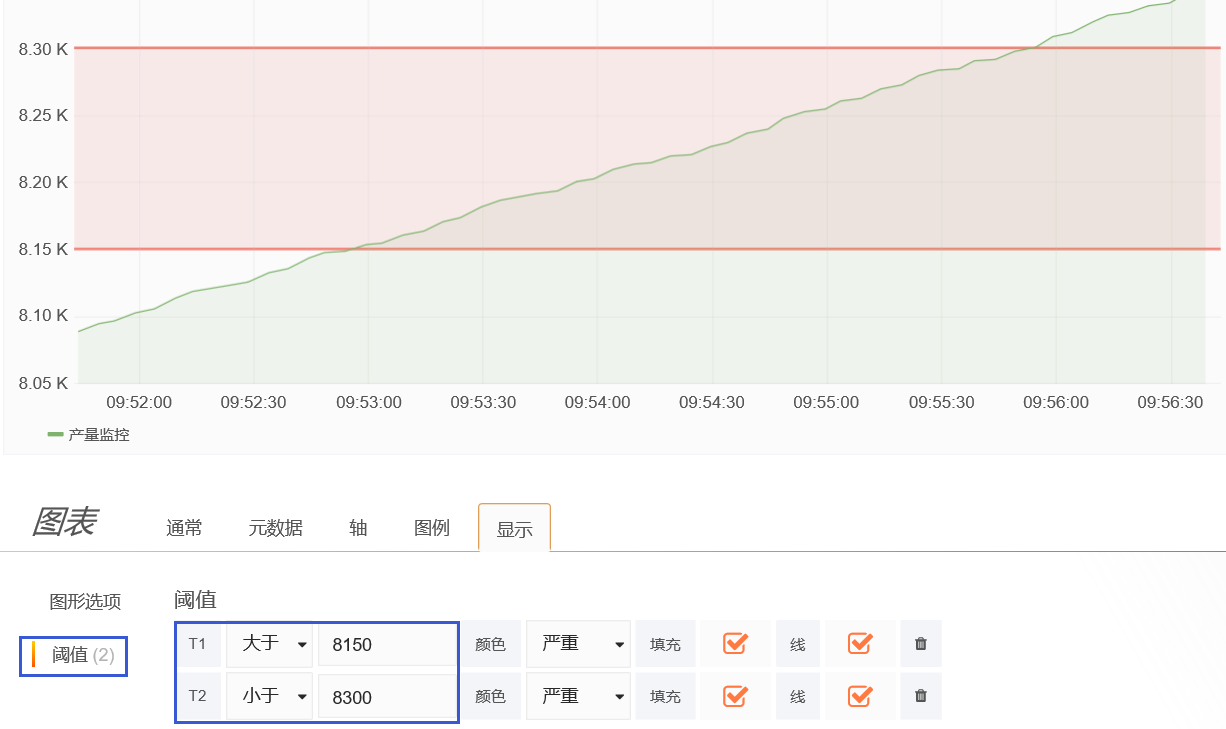 8.30 K
8.25 K
8.20 K
8.15 K
8.10 K
8.05 K
09:52:00 09:52:30 09:53:00 09:53:30 09:54:00 09:54:30 09:55:00 09:55:30 09:56:00 09:56:30
产量监控
图表 通常 元数据 轴 图例 显示
图形选项 阈值
阈值 (2)
T1 大于 8150 颜色 严重 填充 线
T2 小于 8300 颜色 严重 填充 线